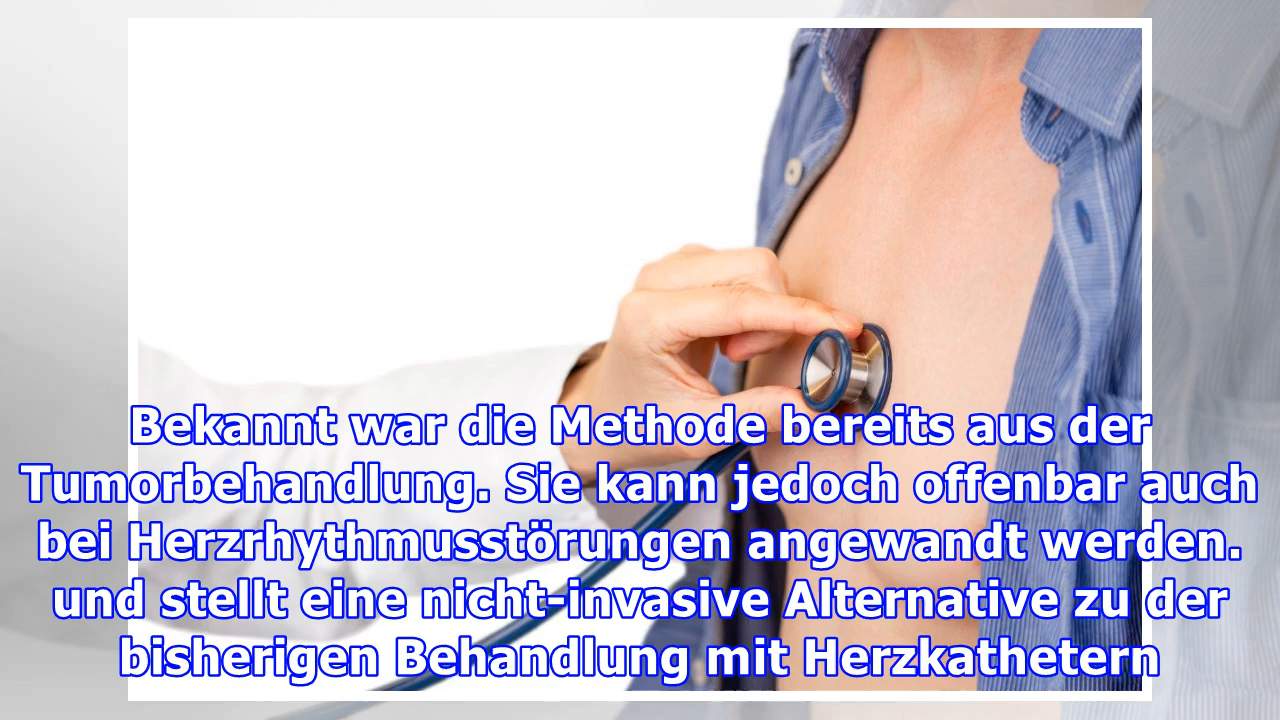 Bekannt war die Methode bereits aus der
Tumorbehandlung. Sie kann jedoch offenbar auch
bei Herzrhythmusstörungen angewandt werden.
und stellt eine nicht-invasive Alternative zu der
bisherigen Behandlung mit Herzkathetern